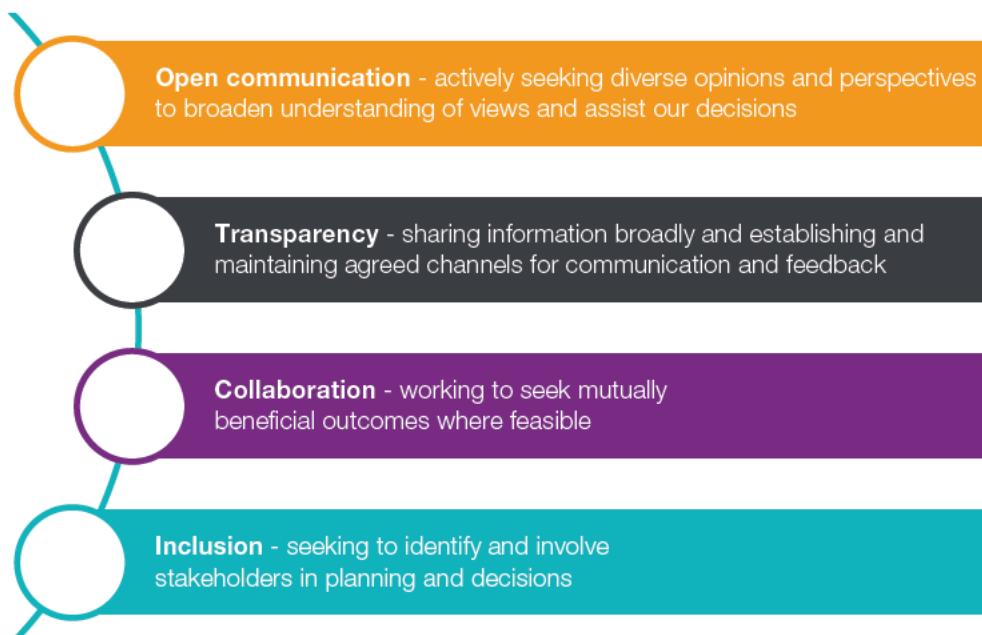 Open communication - actively seeking diverse opinions and perspectives
to broaden understanding of views and assist our decisions
Transparency - sharing information broadly and establishing and
maintaining agreed channels for communication and feedback
Collaboration - working to seek mutually
beneficial outcomes where feasible
Inclusion - seeking to identify and involve
stakeholders in planning and decisions